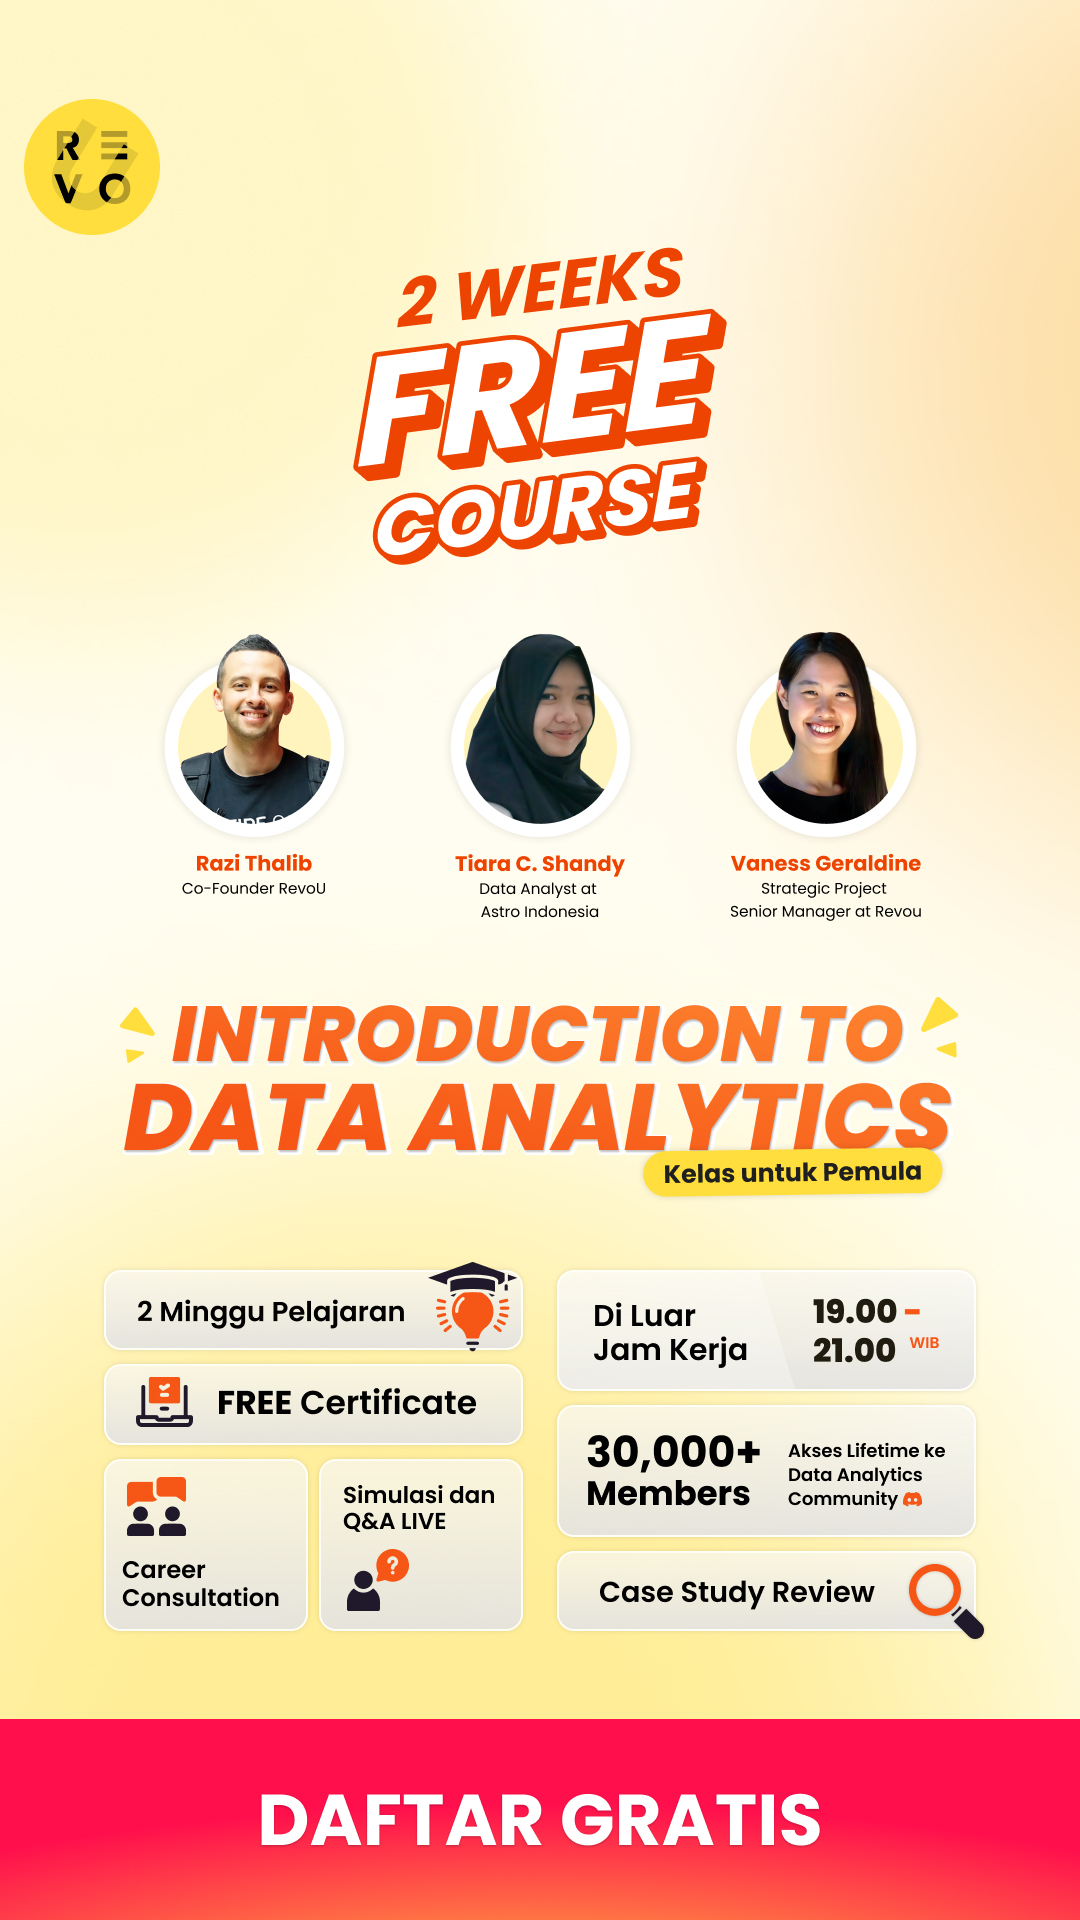 RE
VO
2 WEEKS
FREE
COURSE
Razi Thalib
Co-Founder RevoU
Tiara C. Shandy
Data Analyst at
Astro Indonesia
Vaness Geraldine
Strategic Project
Senior Manager at Revou
INTRODUCTION TO
DATA ANALYTICS
Kelas untuk Pemula
2 Minggu Pelajaran
FREE Certificate
Career
Consultation
Simulasi dan
Q&A LIVE
?
Di Luar
Jam Kerja
19.00 –
21.00 WIB
30,000+
Members
Akses Lifetime ke
Data Analytics
Community
Case Study Review
DAFTAR GRATIS